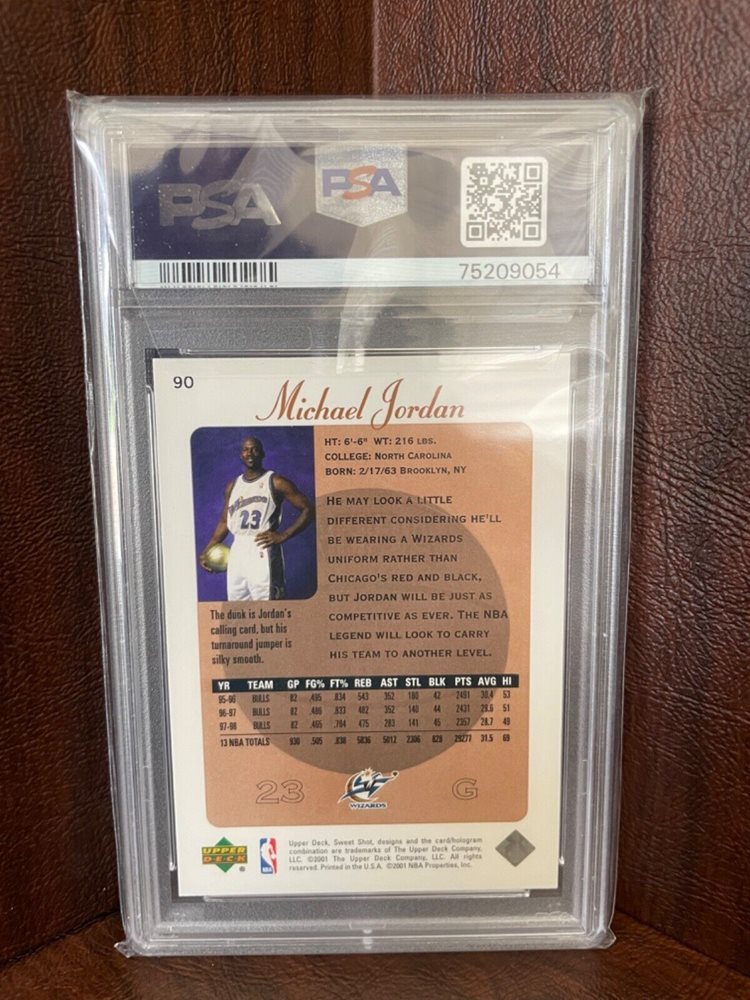 PSA PSA
75209054
90
Michael Jordan
HT: 6'-6" WT: 216 LBS.
COLLEGE: NORTH CAROLINA
BORN: 2/17/63 BROOKLYN, NY
Wizards
23
HE MAY LOOK A LITTLE
DIFFERENT CONSIDERING HE'LL
BE WEARING A WIZARDS
UNIFORM RATHER THAN
CHICAGO'S RED AND BLACK,
BUT JORDAN WILL BE JUST AS
COMPETITIVE AS EVER. THE NBA
LEGEND WILL LOOK TO CARRY
HIS TEAM TO ANOTHER LEVEL.
The dunk is Jordan's
calling card, but his
turnaround jumper is
silky smooth.
YR TEAM GP FG% FT% REB AST STL BLK PTS AVG HI
95-96 BULLS 82 .495 .834 543 352 180 42 2491 30.4 53
96-97 BULLS 82 .486 .833 482 352 140 44 2431 29.6 51
97-98 BULLS 82 .465 .784 475 283 141 45 2357 28.7 49
13 NBA TOTALS 930 .505 .838 5836 5012 2306 828 29277 31.5 69
23 WIZARDS G
UPPER DECK
NBA
Upper Deck, Sweet Shot, designs and the card/hologram
combination are trademarks of The Upper Deck Company,
LLC. ©2001 The Upper Deck Company, LLC. All rights
reserved. Printed in the U.S.A. ©2001 NBA Properties, Inc.